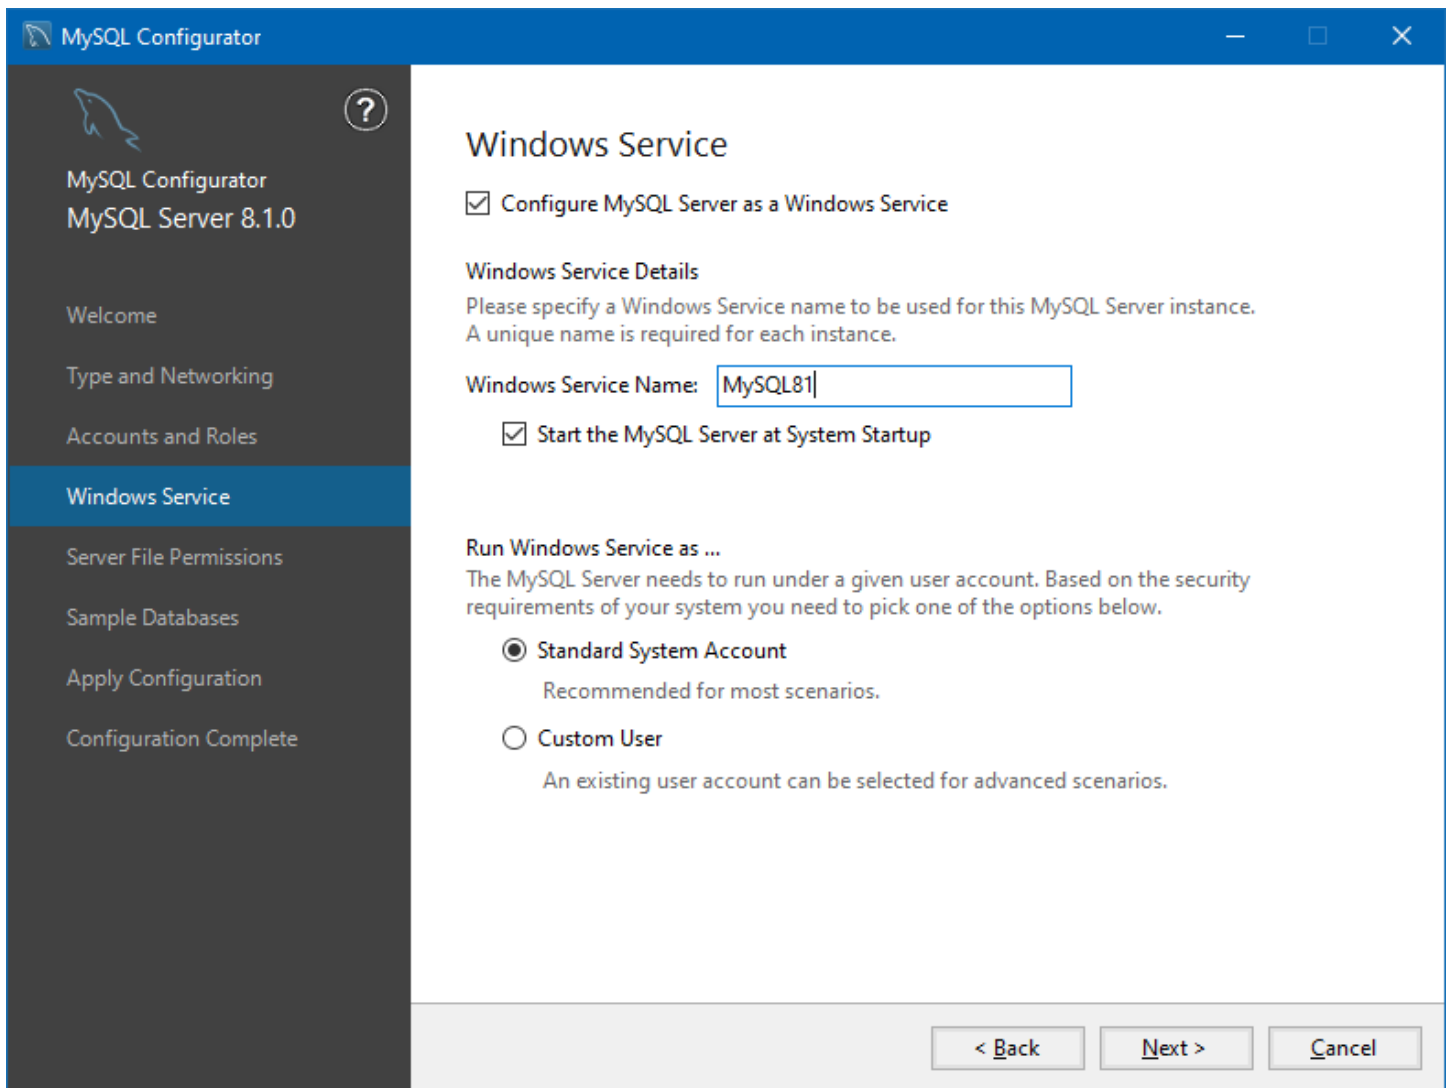 MySQL Configurator
?
MySQL Configurator
MySQL Server 8.1.0
Welcome
Type and Networking
Accounts and Roles
Windows Service
Server File Permissions
Sample Databases
Apply Configuration
Configuration Complete
Windows Service
Configure MySQL Server as a Windows Service
Windows Service Details
Please specify a Windows Service name to be used for this MySQL Server instance.
A unique name is required for each instance.
Windows Service Name: MySQL81
Start the MySQL Server at System Startup
Run Windows Service as ...
The MySQL Server needs to run under a given user account. Based on the security
requirements of your system you need to pick one of the options below.
Standard System Account
Recommended for most scenarios.
Custom User
An existing user account can be selected for advanced scenarios.
< Back Next > Cancel